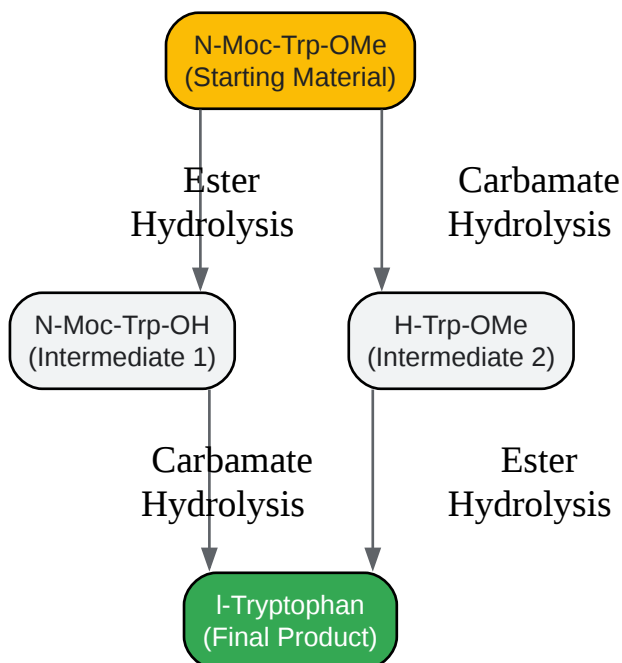 N-Moc-Trp-OMe
(Starting Material)
Ester
Hydrolysis
Carbamate
Hydrolysis
N-Moc-Trp-OH
(Intermediate 1)
H-Trp-OMe
(Intermediate 2)
Carbamate
Hydrolysis
Ester
Hydrolysis
l-Tryptophan
(Final Product)